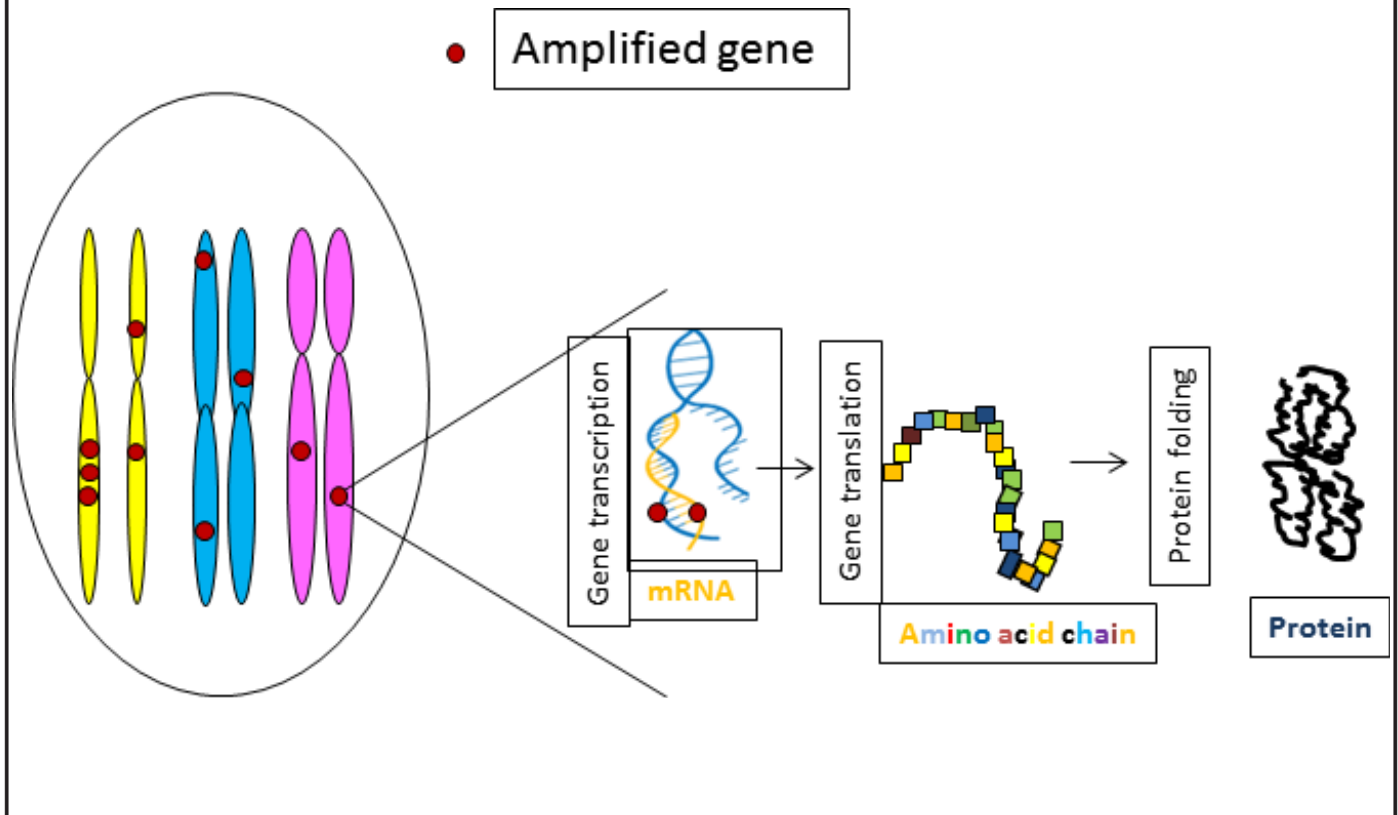 Amplified gene
Gene transcription
mRNA
Gene translation
Amino acid chain
Protein folding
Protein